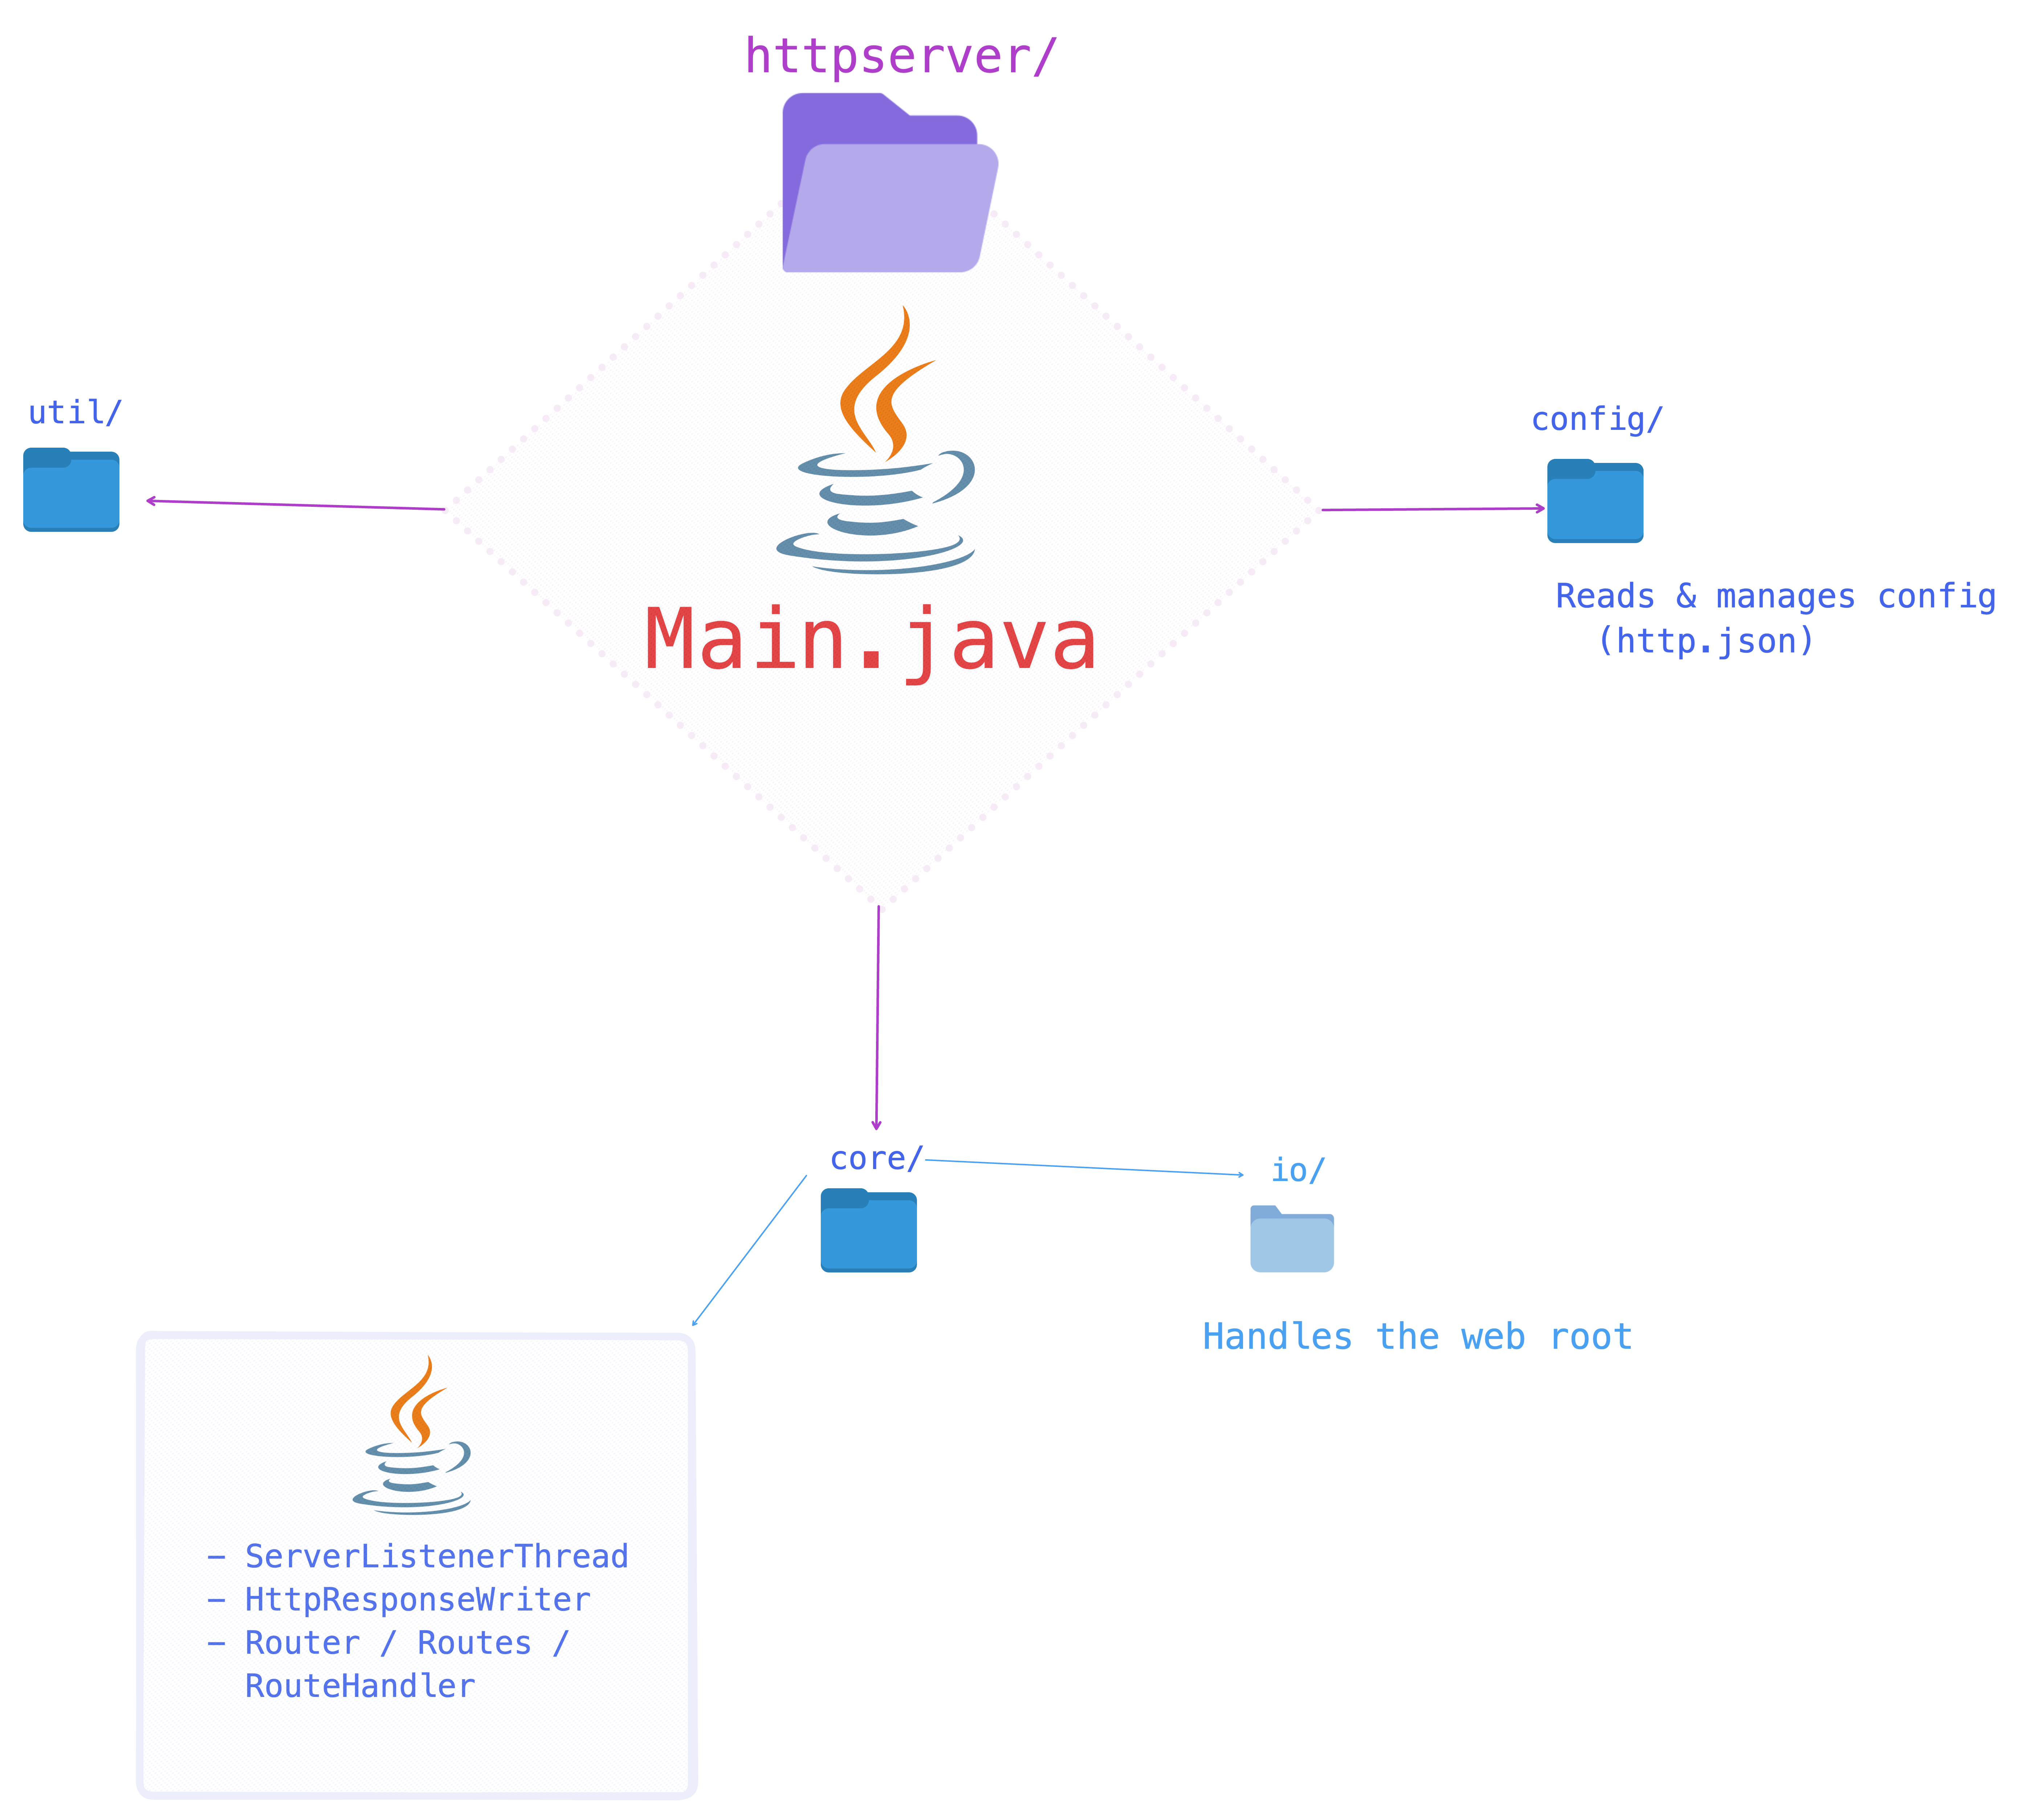 httpserver/
util/
config/
Reads & manages config
(http.json)
Main.java
core/
io/
Handles the web root
– ServerListenerThread
– HttpResponseWriter
– Router / Routes /
RouteHandler